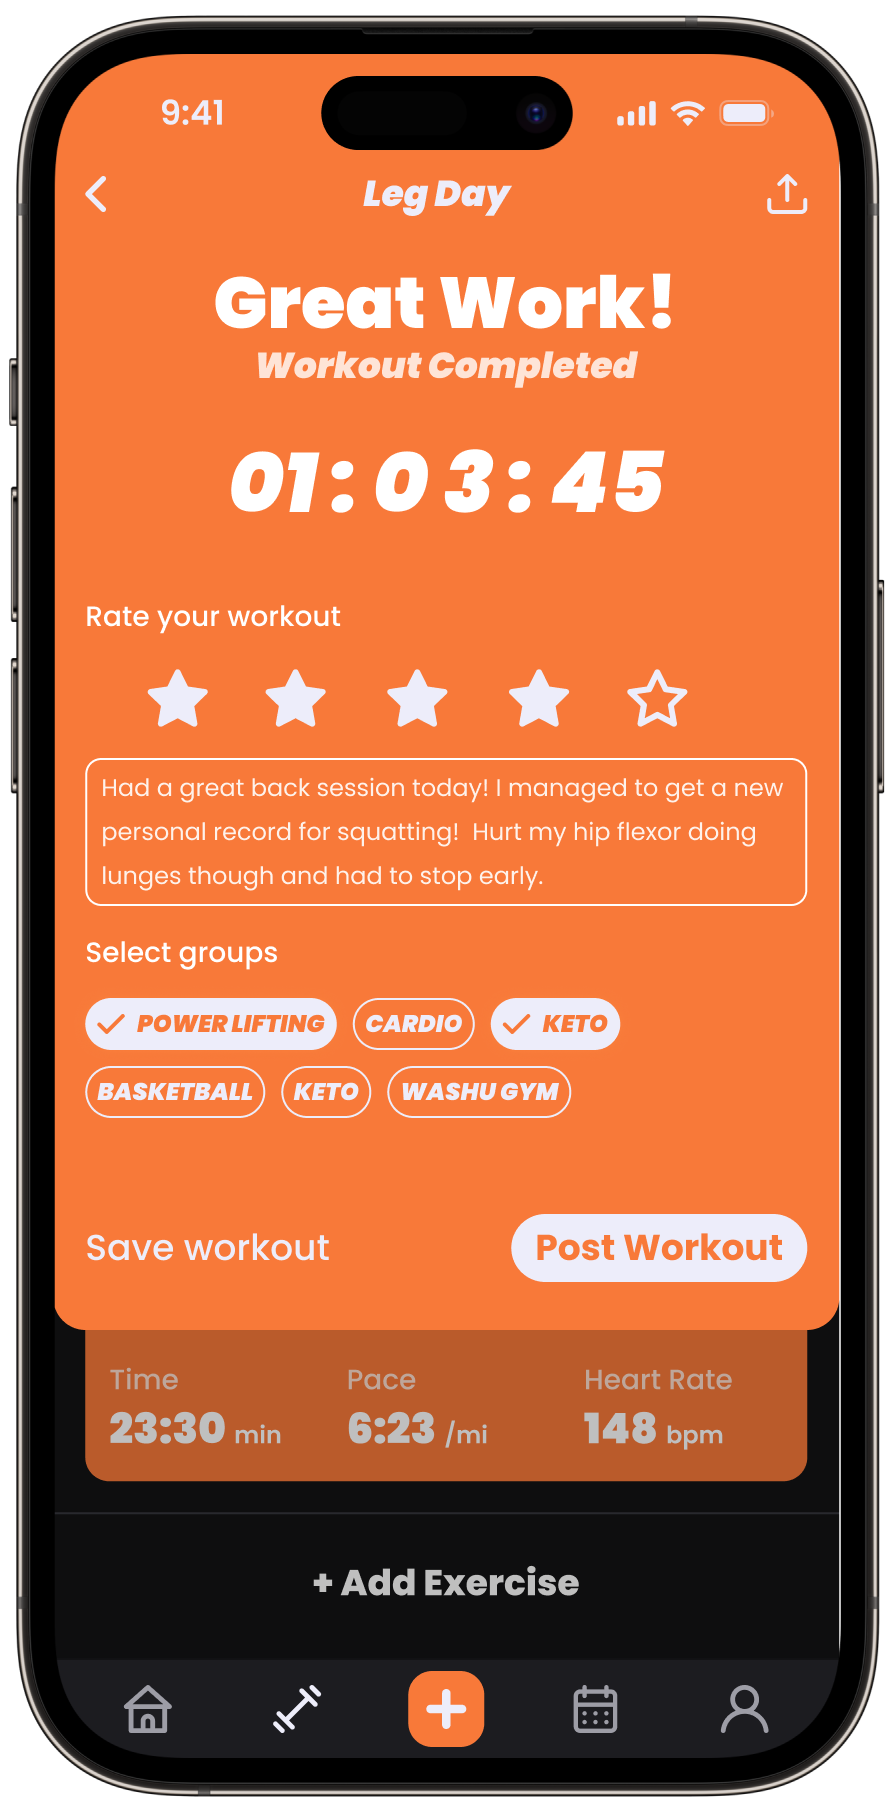 9:41
Leg Day
Great Work!
Workout Completed
01:03:45
Rate your workout
Had a great back session today! I managed to get a new
personal record for squatting!  Hurt my hip flexor doing
lunges though and had to stop early.
Select groups
POWER LIFTING CARDIO KETO
BASKETBALL KETO WASHU GYM
Save workout Post Workout
Time Pace Heart Rate
23:30 min 6:23 /mi 148 bpm
+ Add Exercise